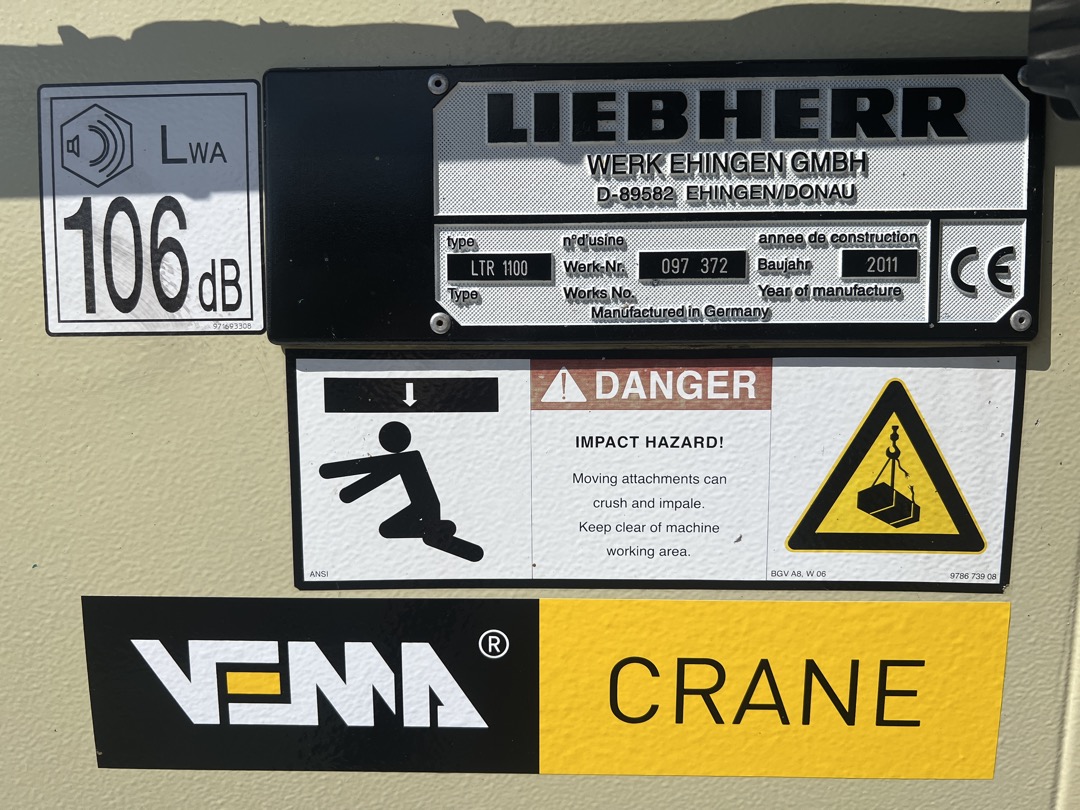 LWA
106 dB
971693308
LIEBHERR
WERK EHINGEN GMBH
D-89582 EHINGEN/DONAU
type
LTR 1100
Type
n°d'usine
Werk-Nr.
097 372
Works No.
annee de construction
Baujahr
2011
Year of manufacture
Manufactured in Germany
CE
DANGER
IMPACT HAZARD!
Moving attachments can
crush and impale.
Keep clear of machine
working area.
ANSI
BGV A8, W 06
9786 739 08
VEMA ®
CRANE